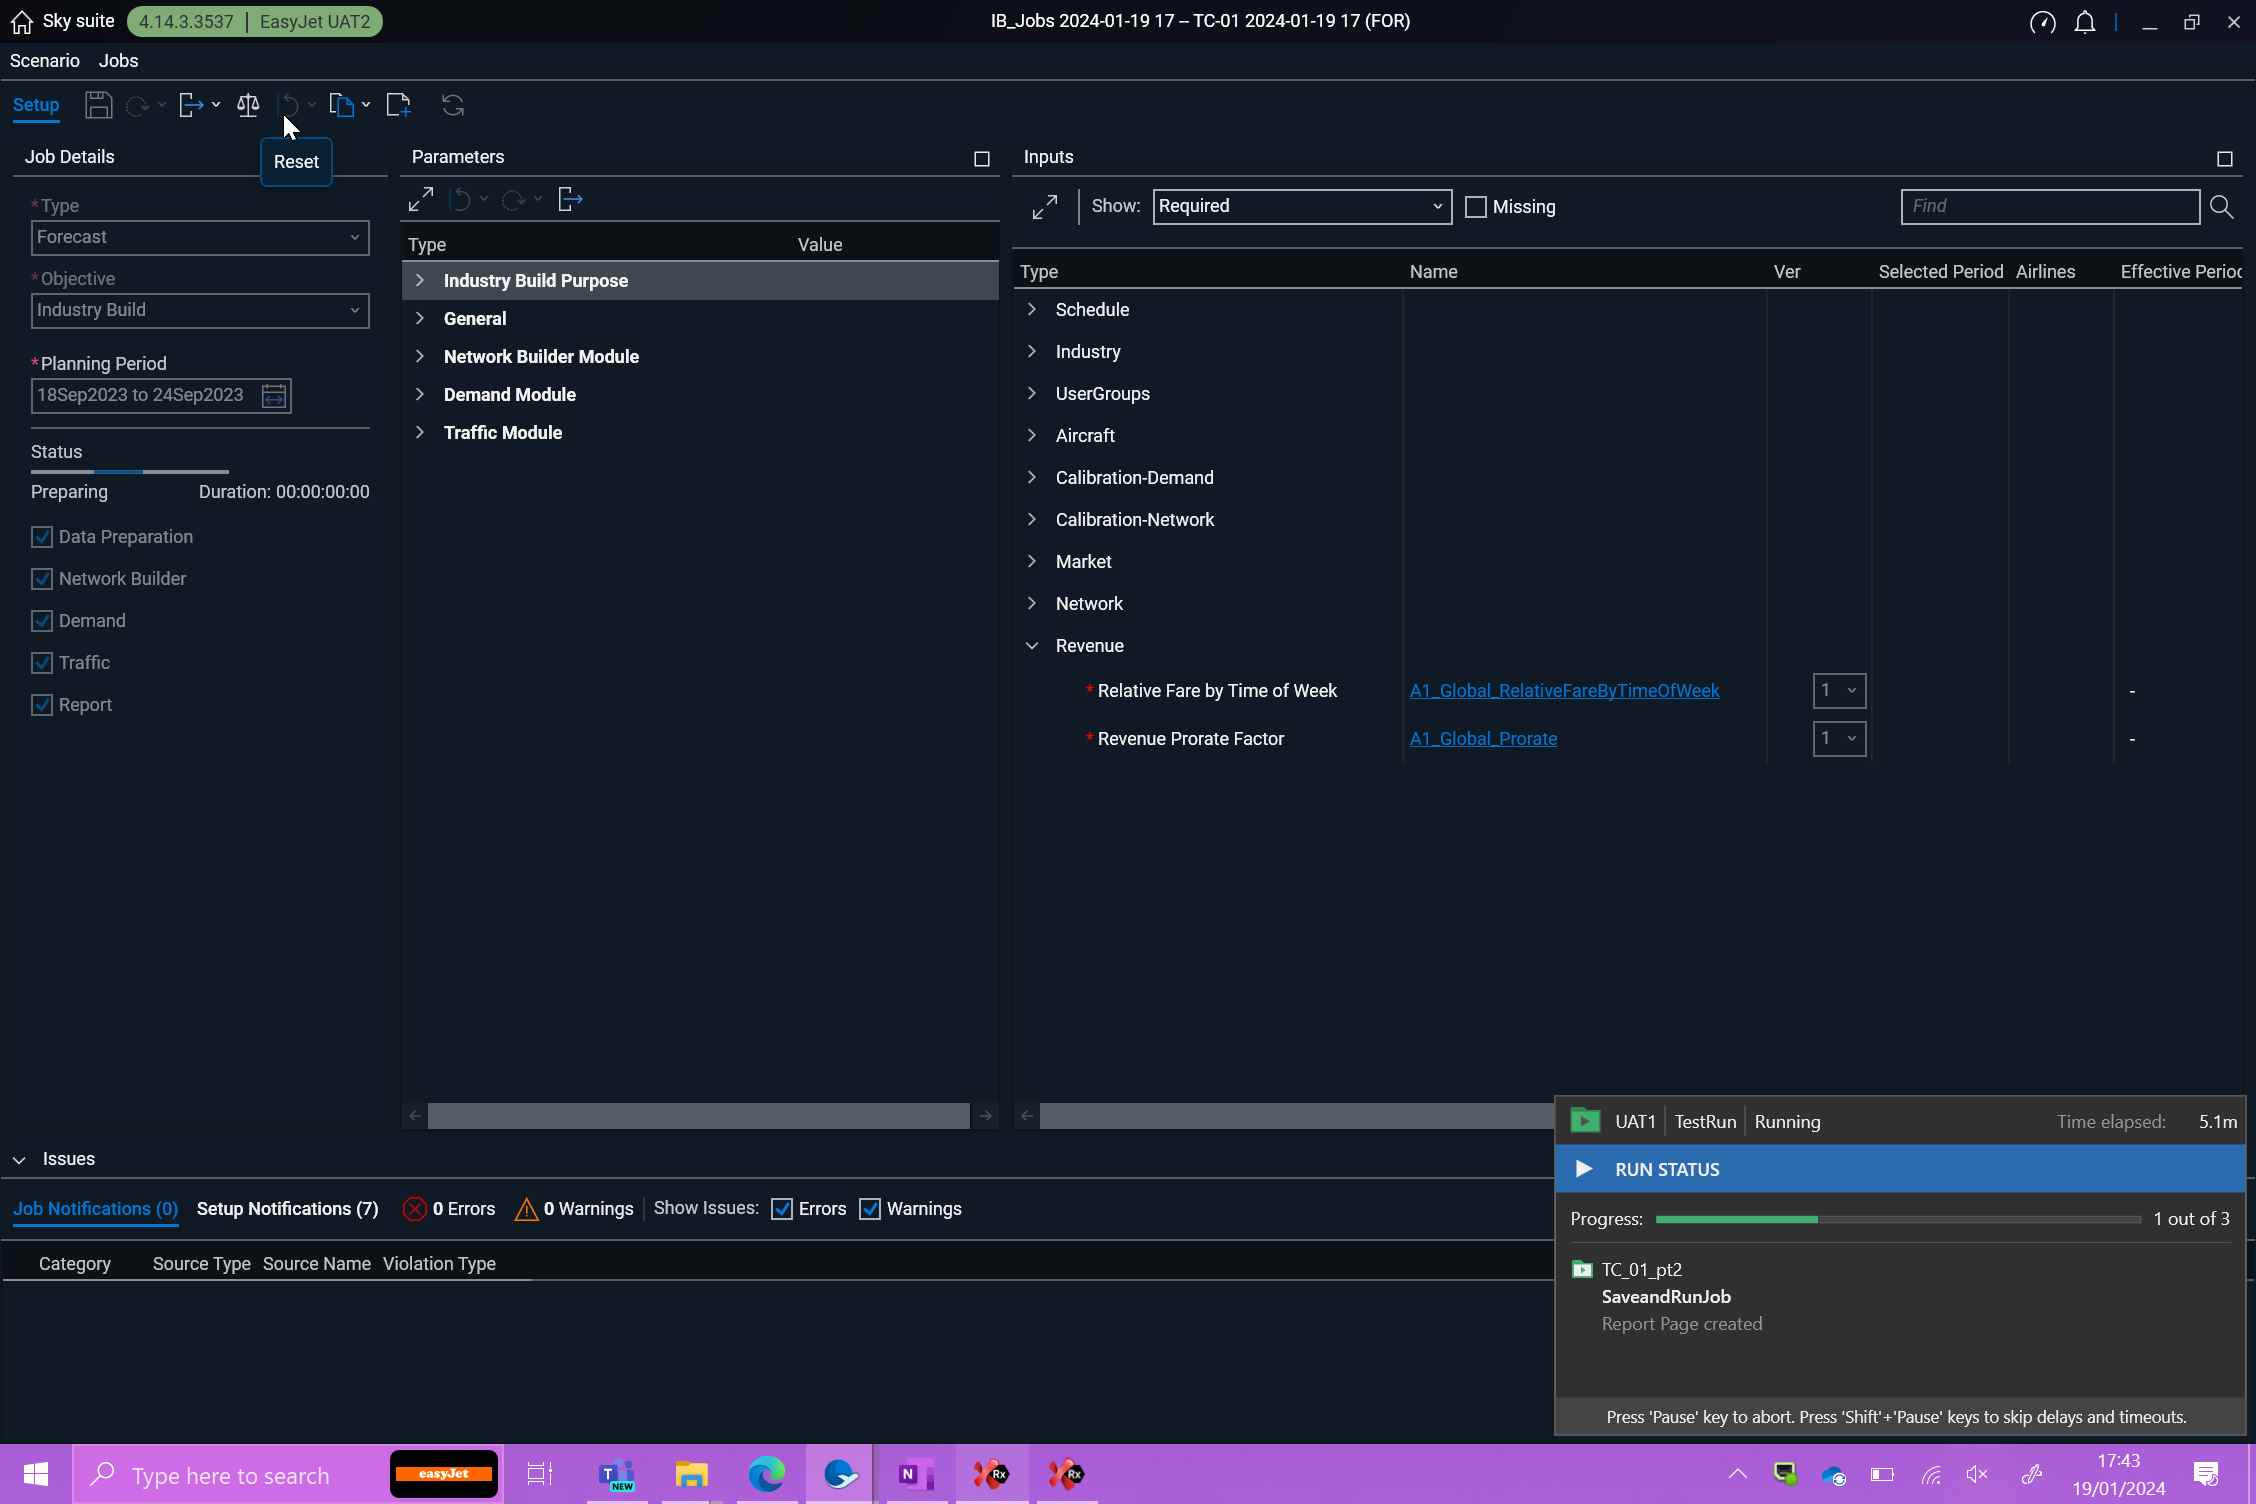 Sky suite 4.14.3.3537 | EasyJet UAT2 IB_Jobs 2024-01-19 17 – TC-01 2024-01-19 17 (FOR)
Scenario Jobs
Setup
Reset
Job Details
*Type
Forecast
*Objective
Industry Build
*Planning Period
18Sep2023 to 24Sep2023
Status
Preparing Duration: 00:00:00:00
Data Preparation
Network Builder
Demand
Traffic
Report
Parameters
Type Value
Industry Build Purpose
General
Network Builder Module
Demand Module
Traffic Module
Inputs
Show: Required Missing Find
Type Name Ver Selected Period Airlines Effective Perioc
Schedule
Industry
UserGroups
Aircraft
Calibration-Demand
Calibration-Network
Market
Network
Revenue
* Relative Fare by Time of Week A1_Global_RelativeFareByTimeOfWeek 1 -
* Revenue Prorate Factor A1_Global_Prorate 1 -
Issues
Job Notifications (0) Setup Notifications (7) 0 Errors 0 Warnings Show Issues: Errors Warnings
Category Source Type Source Name Violation Type
UAT1 TestRun Running Time elapsed: 5.1m
RUN STATUS
Progress: 1 out of 3
TC_01_pt2
SaveandRunJob
Report Page created
Press 'Pause' key to abort. Press 'Shift'+'Pause' keys to skip delays and timeouts.
Type here to search easyJet T NEW N Rx Rx
17:43
19/01/2024